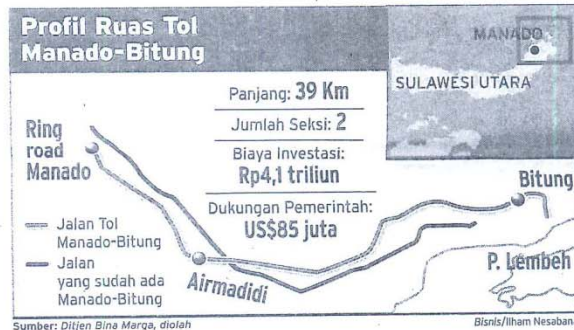 Profil Ruas Tol
Manado-Bitung
MANADO
SULAWESI UTARA
Panjang: 39 Km
Jumlah Seksi: 2
Biaya Investasi:
Rp4,1 triliun
Dukungan Pemerintah:
US$85 juta
Ring
road
Manado
Bitung
Jalan Tol
Manado-Bitung
Jalan
yang sudah ada
Manado-Bitung
Airmadidi
P. Lembeh
Sumber: Ditjen Bina Marga, diolah
Bisnis/Ilham Nesaban